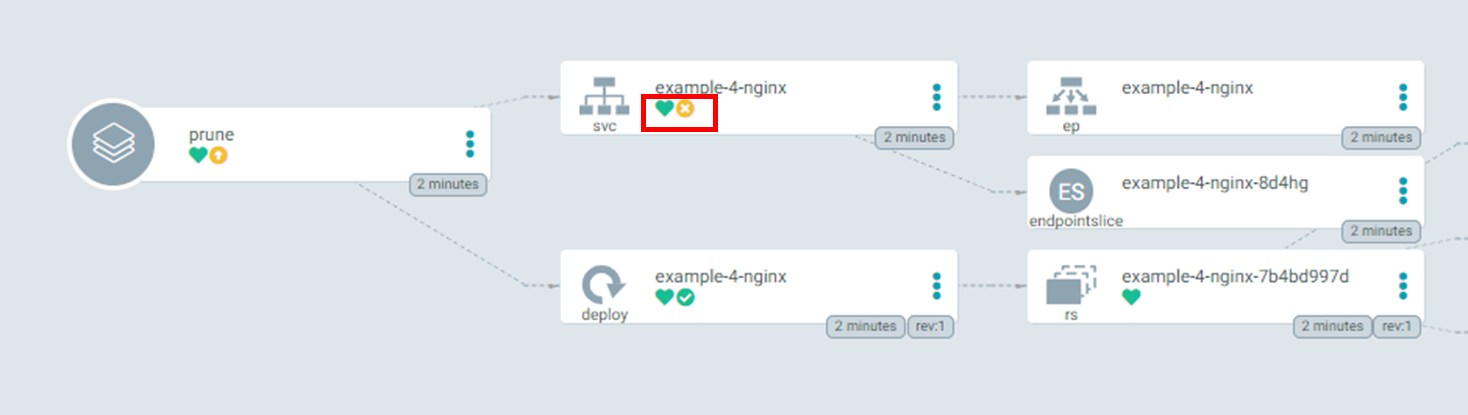 prune
2 minutes
example-4-nginx
svc
2 minutes
example-4-nginx
ep
2 minutes
ES
example-4-nginx-8d4hg
endpointslice
2 minutes
example-4-nginx
deploy
2 minutes
rev:1
example-4-nginx-7b4bd997d
rs
2 minutes
rev:1